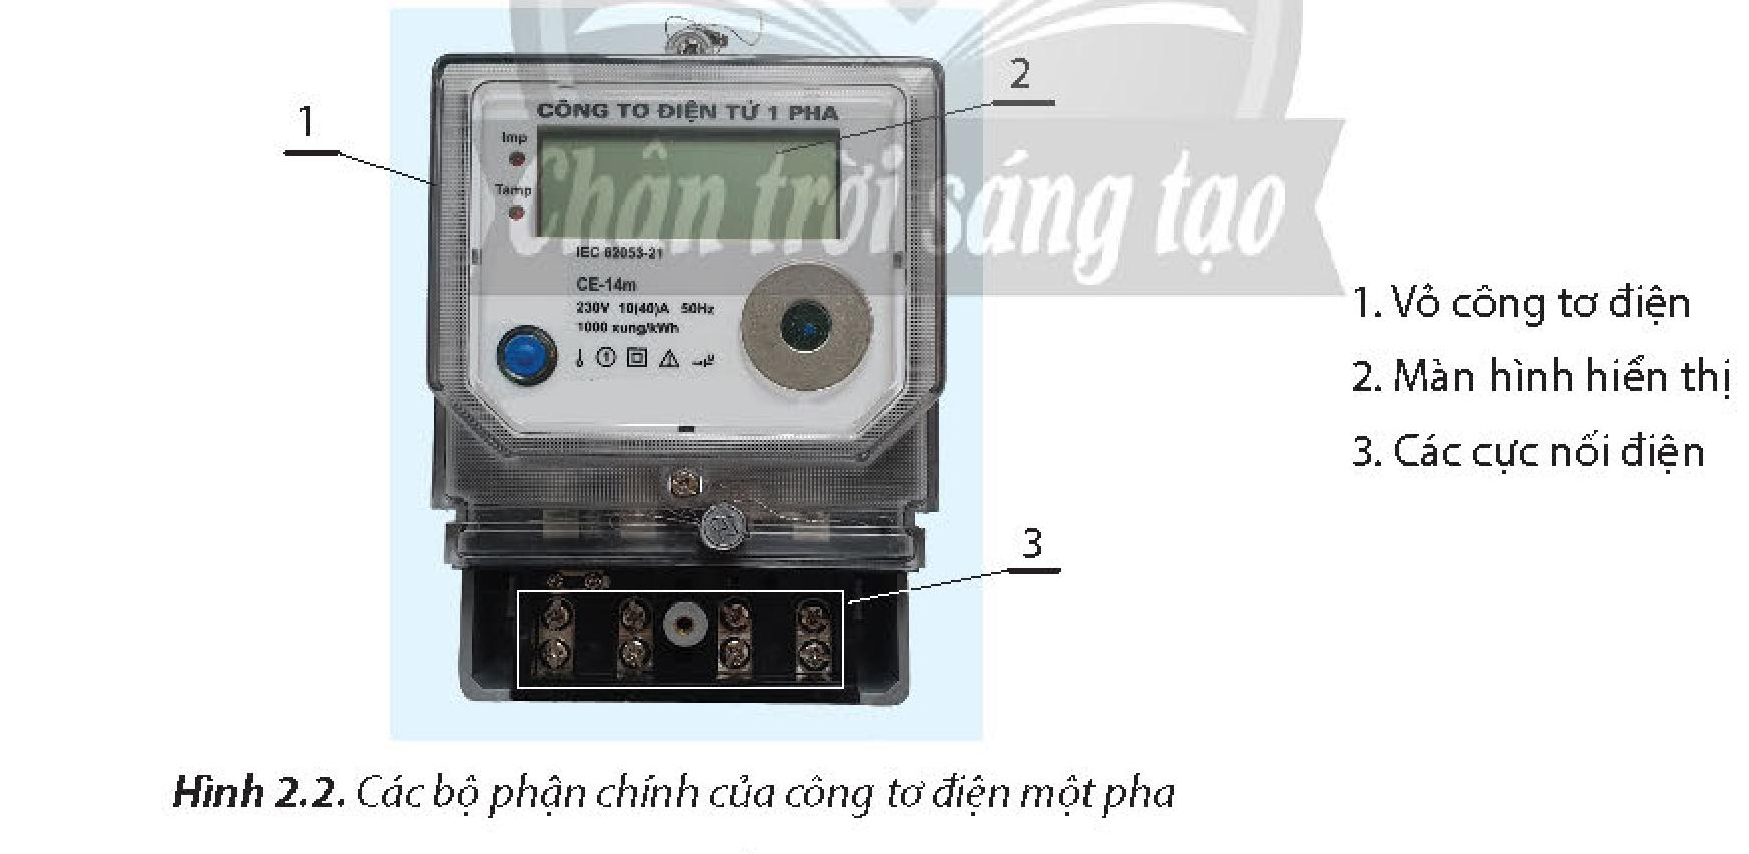 CÔNG TƠ ĐIỆN TỬ 1 PHA
Imp
Tamp
Chân trời sáng tạo
IEC 62053-21
CE-14m
230V 10(40)A 50Hz
1000 xung/kWh
1
2
3
1. Vỏ công tơ điện
2. Màn hình hiển thị
3. Các cực nối điện
Hình 2.2. Các bộ phận chính của công tơ điện một pha